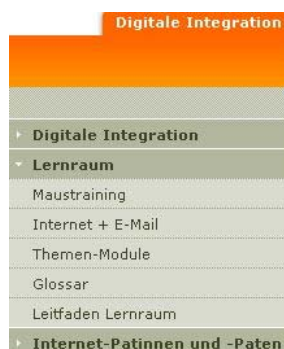 Digitale Integration
Digitale Integration
Lernraum
Maustraining
Internet + E-Mail
Themen-Module
Glossar
Leitfaden Lernraum
Internet-Patinnen und -Paten